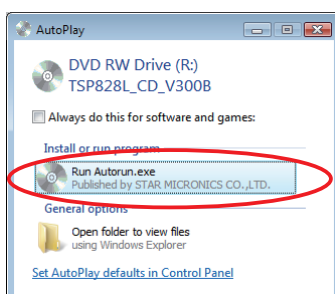 AutoPlay
DVD RW Drive (R:)
TSP828L_CD_V300B
Always do this for software and games:
Install or run program
Run Autorun.exe
Published by STAR MICRONICS CO.,LTD.
General options
Open folder to view files
using Windows Explorer
Set AutoPlay defaults in Control Panel